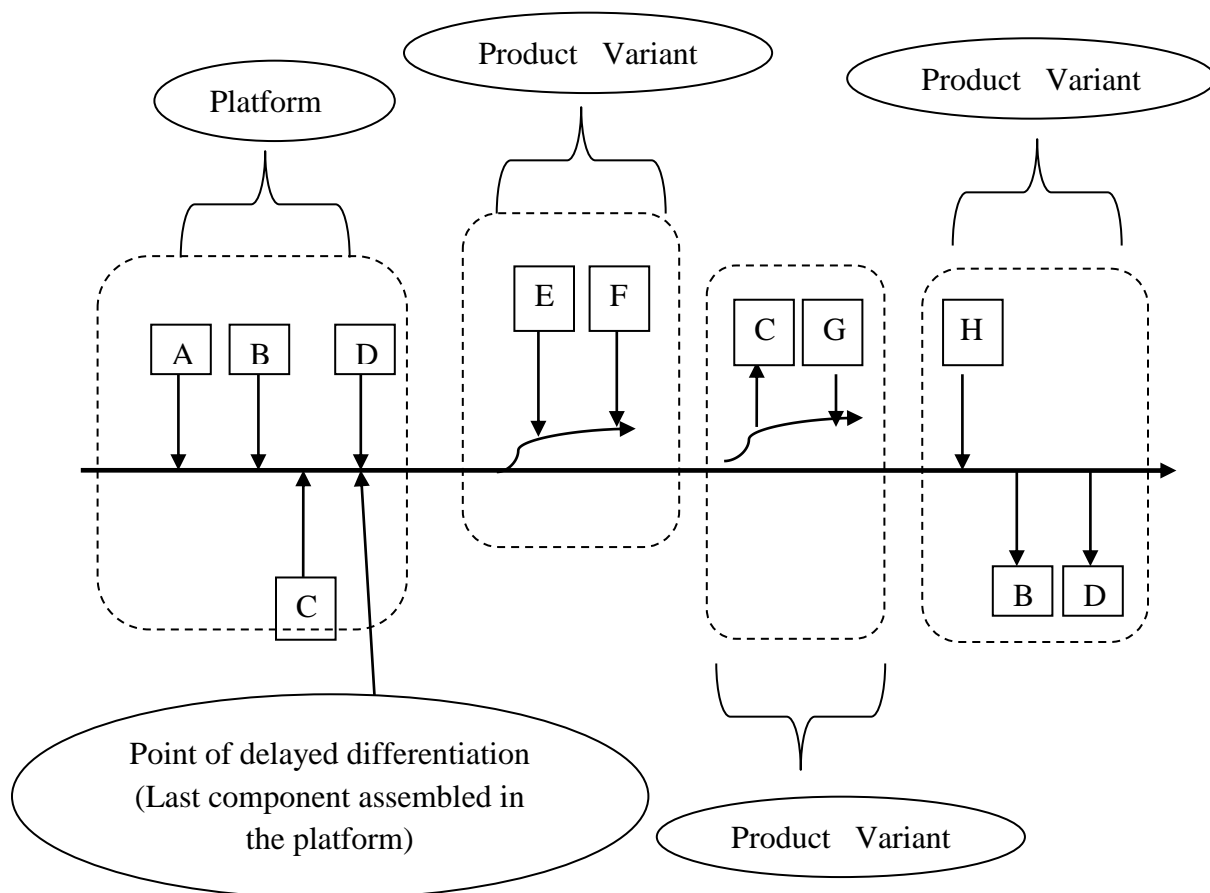 Product Variant
Platform
Product Variant
E F
C G
H
A B D
C
B D
Point of delayed differentiation
(Last component assembled in
the platform)
Product Variant